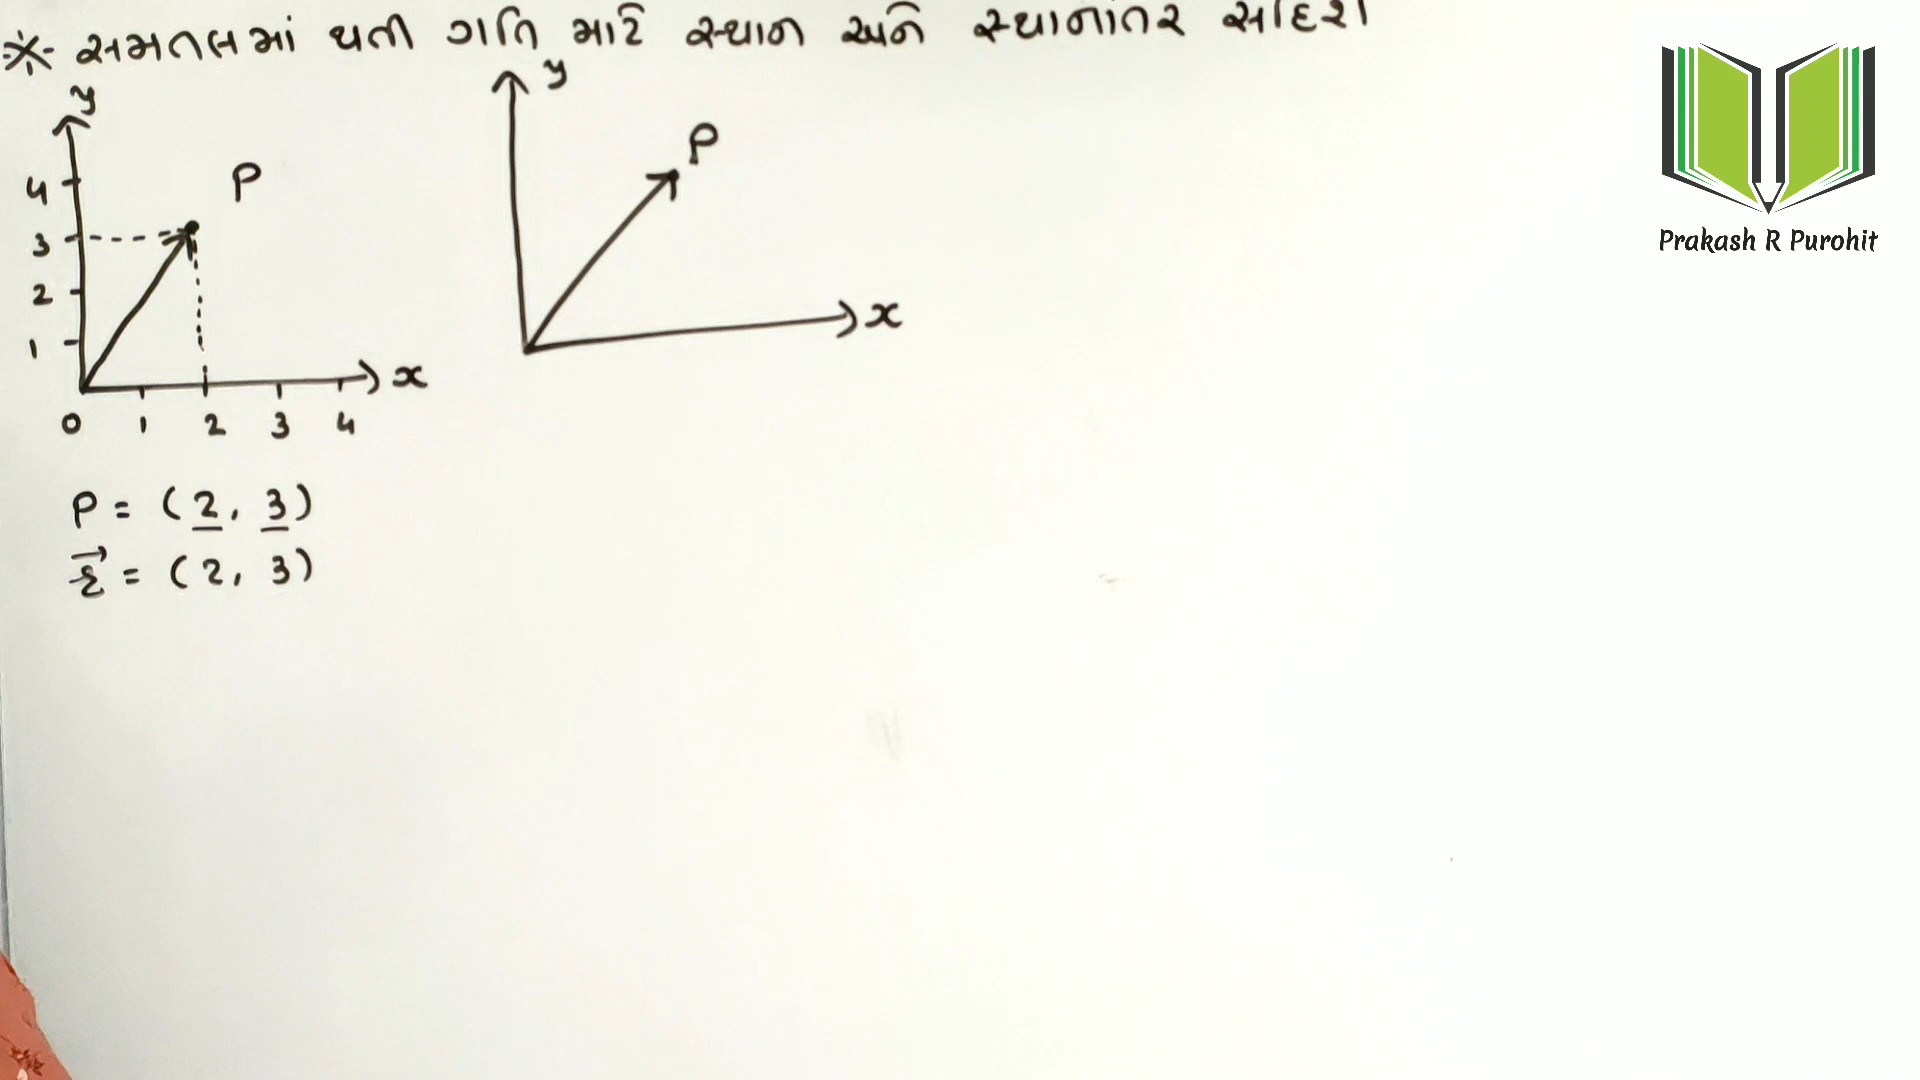 ※ સમતલમાં થતી ગતિ માટે સ્થાન અને સ્થાનાંતર સદિશ
y
4
3
2
1
0 1 2 3 4
x
P
y
P
x
P = (2, 3)
r⃗ = (2, 3)
Prakash R Purohit